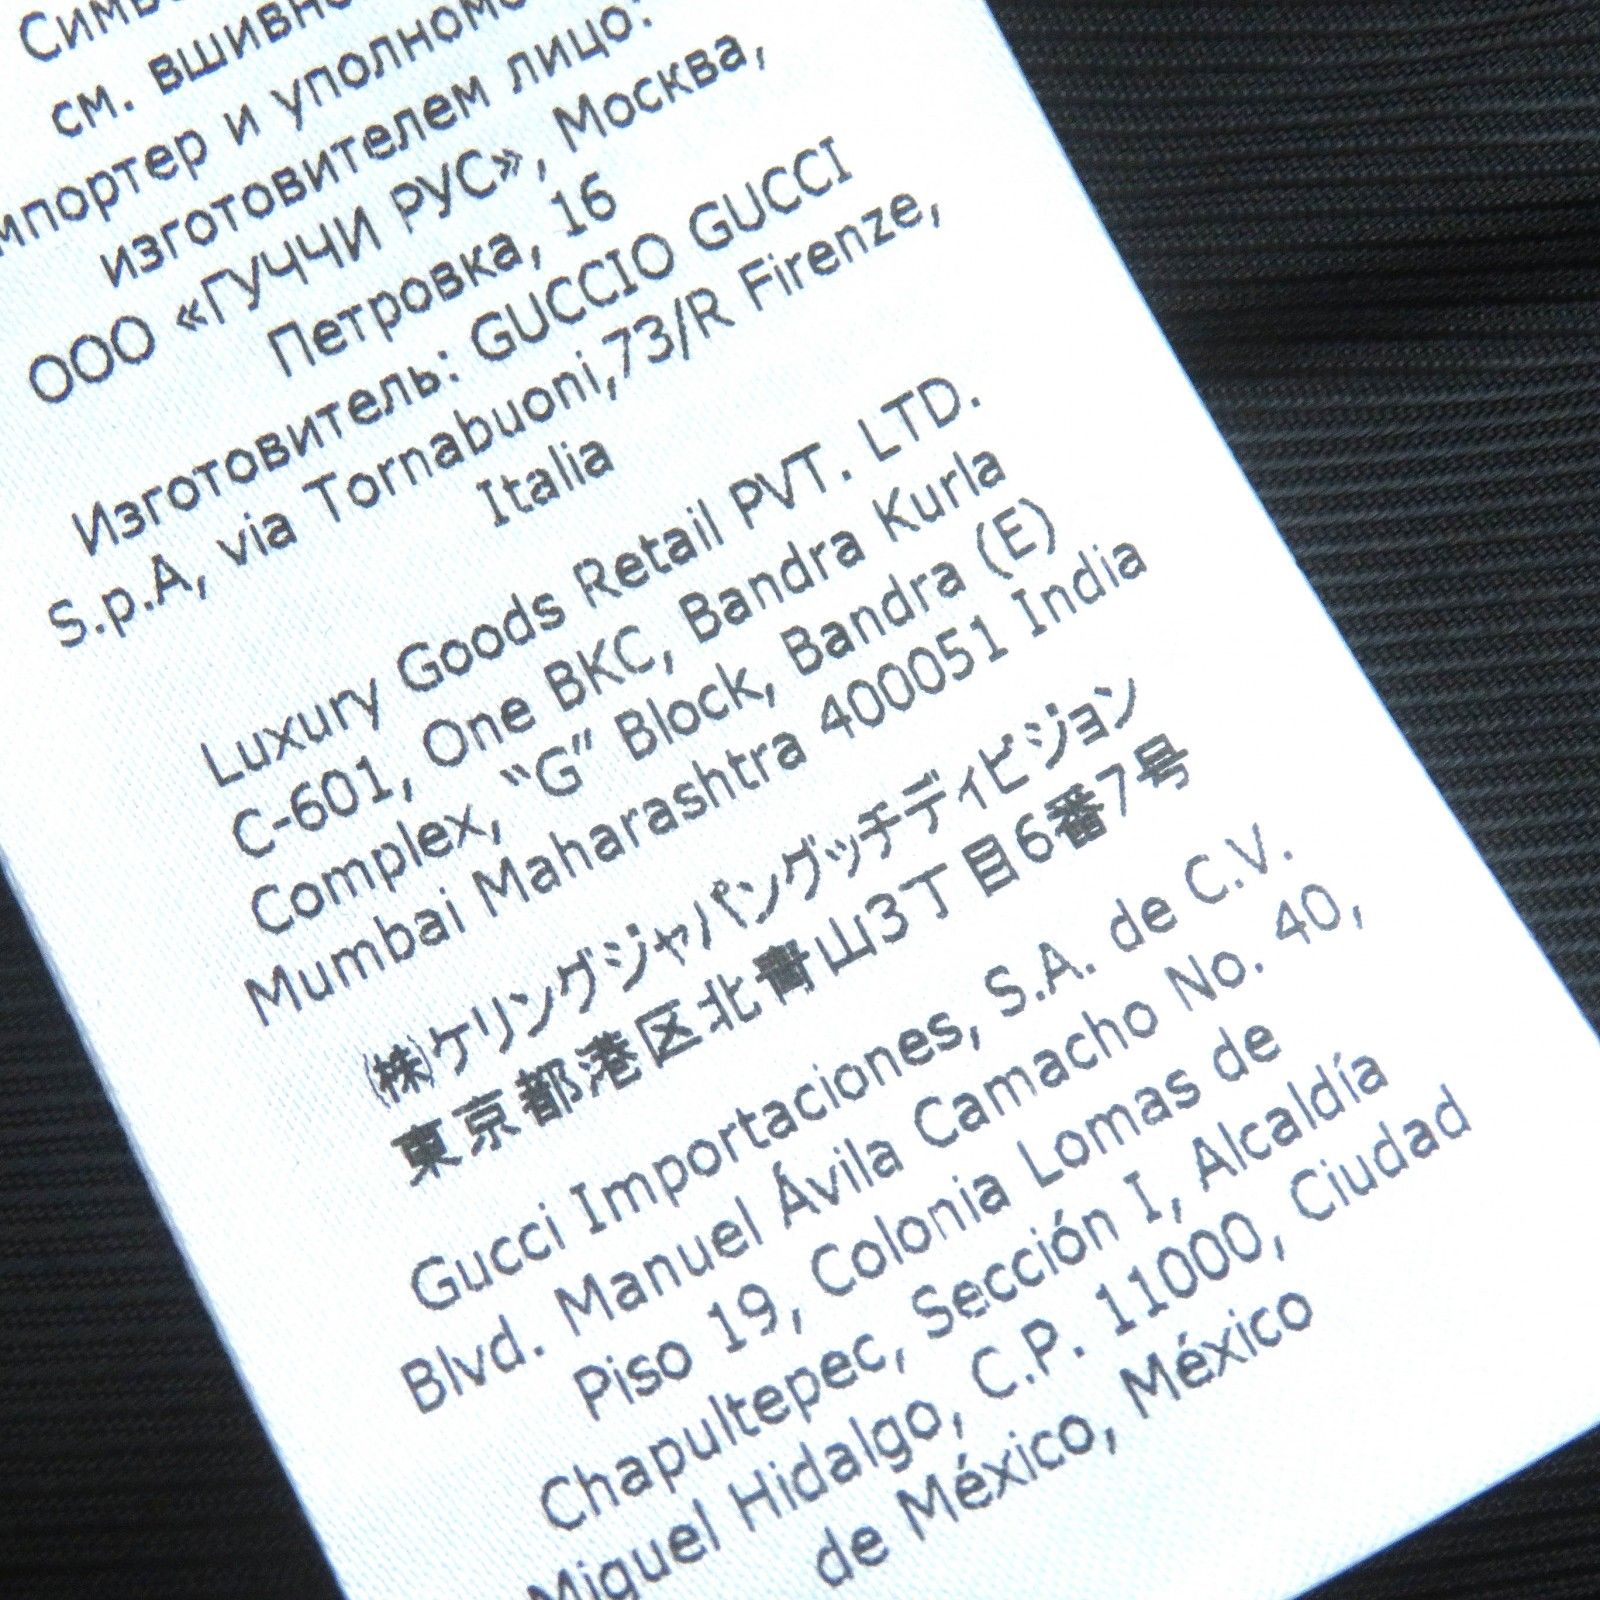 см.
и
изготовителем лицо:
ООО «ГУЧЧИ РУС», Москва,
Петровка, 16
Изготовитель: GUCCIO GUCCI
S.p.A, via Tornabuoni,73/R Firenze,
Italia
Luxury Goods Retail PVT. LTD.
C-601, One BKC, Bandra Kurla
Complex, “G” Block, Bandra (E)
Mumbai Maharashtra 400051 India
㈱ケリングジャパングッチディビジョン
東京都港区北青山3丁目6番7号
Gucci Importaciones, S.A. de C.V.
Blvd. Manuel Ávila Camacho No. 40,
Piso 19, Colonia Lomas de
Chapultepec, Sección I, Alcaldía
Miguel Hidalgo, C.P. 11000, Ciudad
de México, México